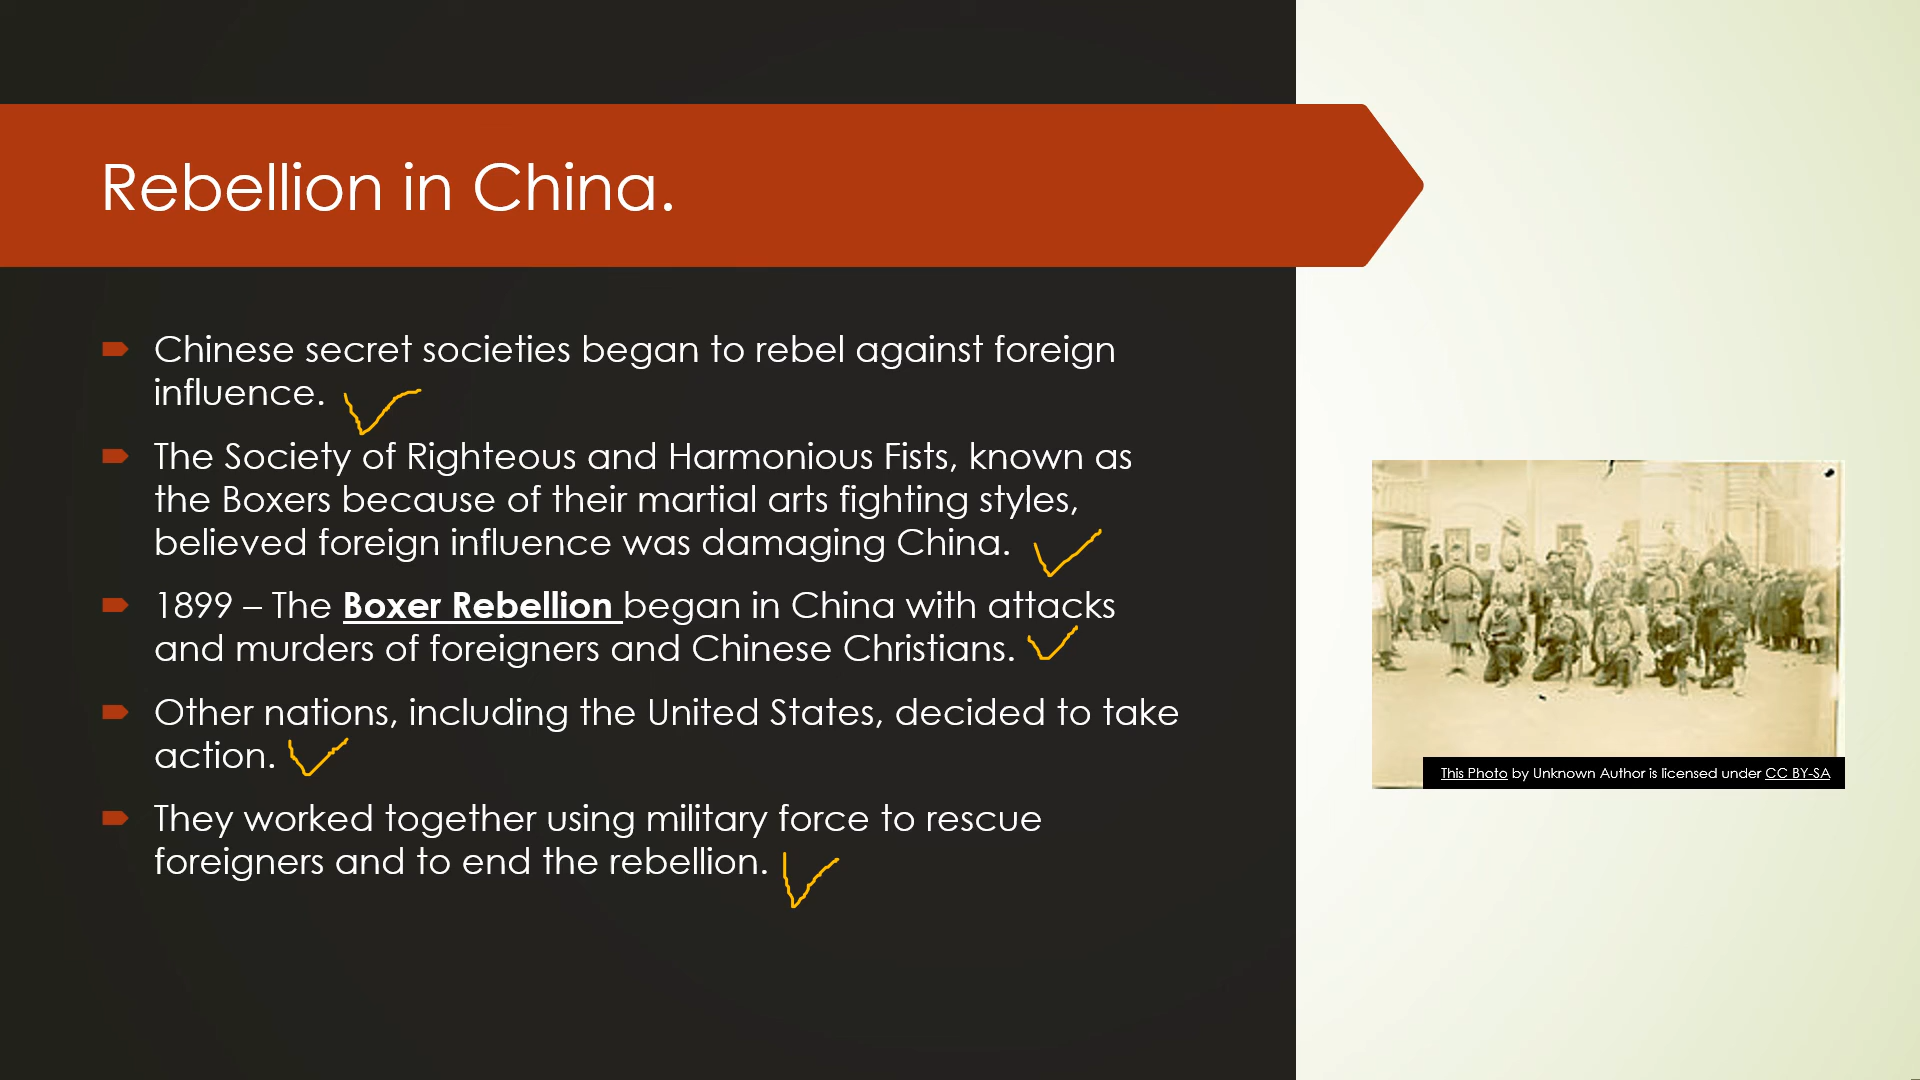 Rebellion in China.
Chinese secret societies began to rebel against foreign
influence.
The Society of Righteous and Harmonious Fists, known as
the Boxers because of their martial arts fighting styles,
believed foreign influence was damaging China.
1899 – The Boxer Rebellion began in China with attacks
and murders of foreigners and Chinese Christians.
Other nations, including the United States, decided to take
action.
They worked together using military force to rescue
foreigners and to end the rebellion.
This Photo by Unknown Author is licensed under CC BY-SA